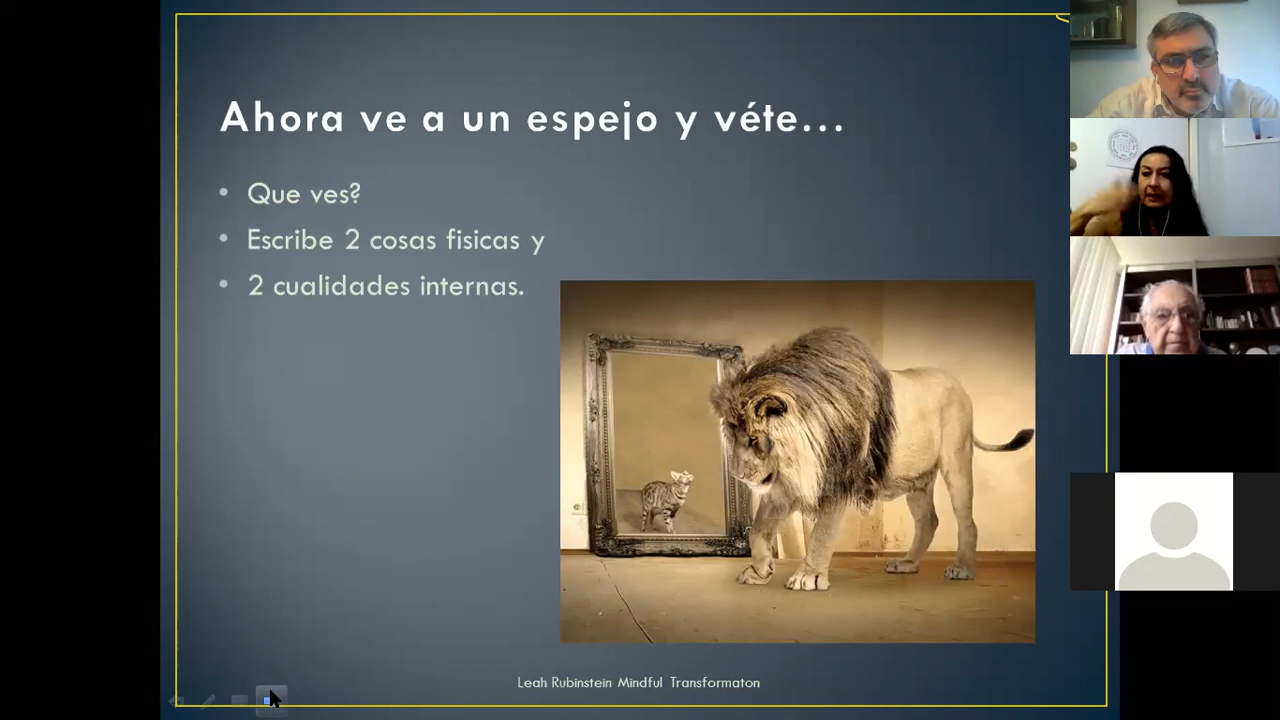 Ahora ve a un espejo y véte...
Que ves?
Escribe 2 cosas fisicas y
2 cualidades internas.
Leah Rubinstein Mindful Transformaton